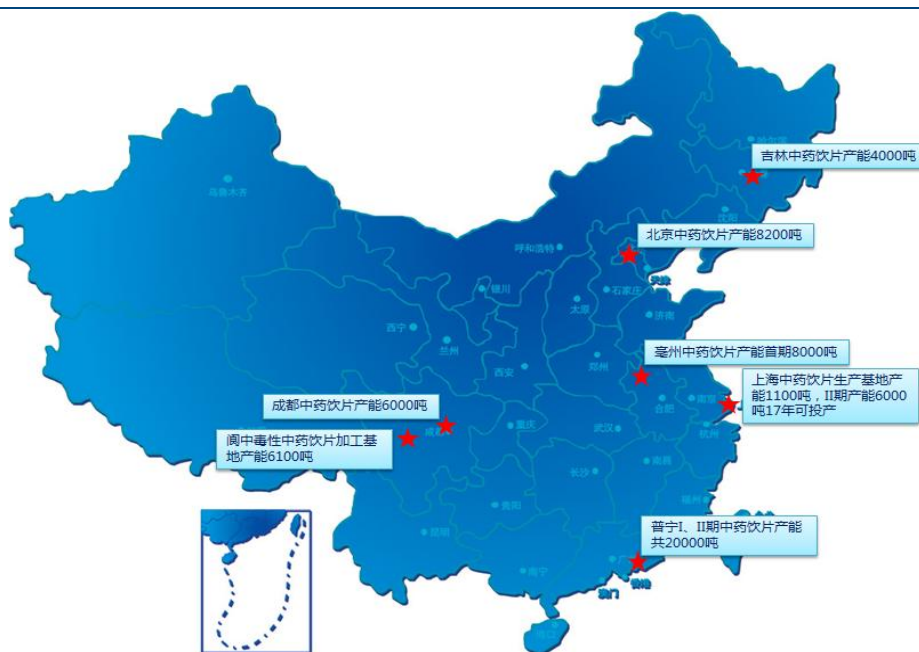 哈尔滨
吉林中药饮片产能4000吨
乌鲁木齐
沈阳
北京中药饮片产能8200吨
呼和浩特
天津
银川
石家庄
太原
济南
西宁
兰州
亳州中药饮片产能首期8000吨
郑州
西安
上海中药饮片生产基地产
能1100吨，II期产能6000
吨17年可投产
南京
合肥
成都中药饮片产能6000吨
成都
重庆
武汉
杭州
阆中毒性中药饮片加工基
地产能6100吨
南昌
长沙
福州
贵阳
昆明
普宁I、II期中药饮片产能
共20000吨
广
南宁
澳门
香港
海口